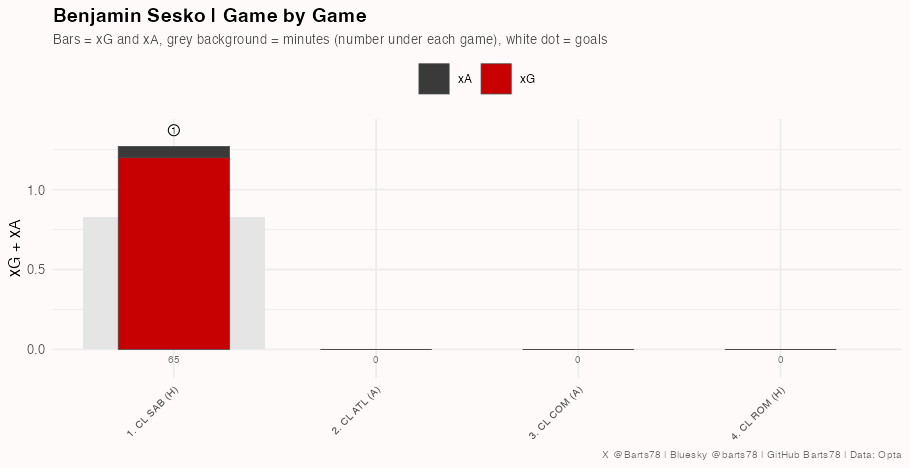 Benjamin Sesko | Game by Game
Bars = xG and xA, grey background = minutes (number under each game), white dot = goals
xA xG
xG + xA
1.0
0.5
0.0
1
65 0 0 0
1. CL SAB (H) 2. CL ATL (A) 3. CL COM (A) 4. CL ROM (H)
X @Barts78 | Bluesky @barts78 | GitHub Barts78 | Data: Opta